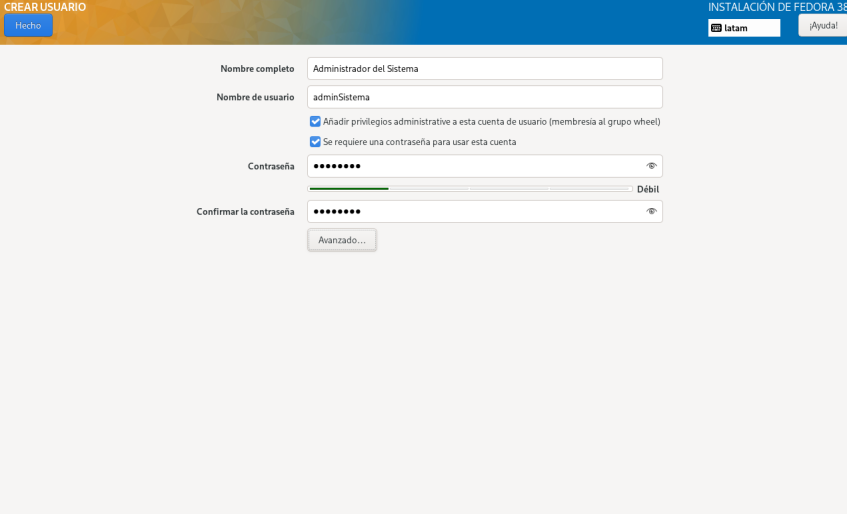 CREAR USUARIO
INSTALACIÓN DE FEDORA 38
Hecho
latam
¡Ayuda!
Nombre completo
Administrador del Sistema
Nombre de usuario
adminSistema
Añadir privilegios administrative a esta cuenta de usuario (membresía al grupo wheel)
Se requiere una contraseña para usar esta cuenta
Contraseña
●●●●●●●●
Débil
Confirmar la contraseña
●●●●●●●●
Avanzado...